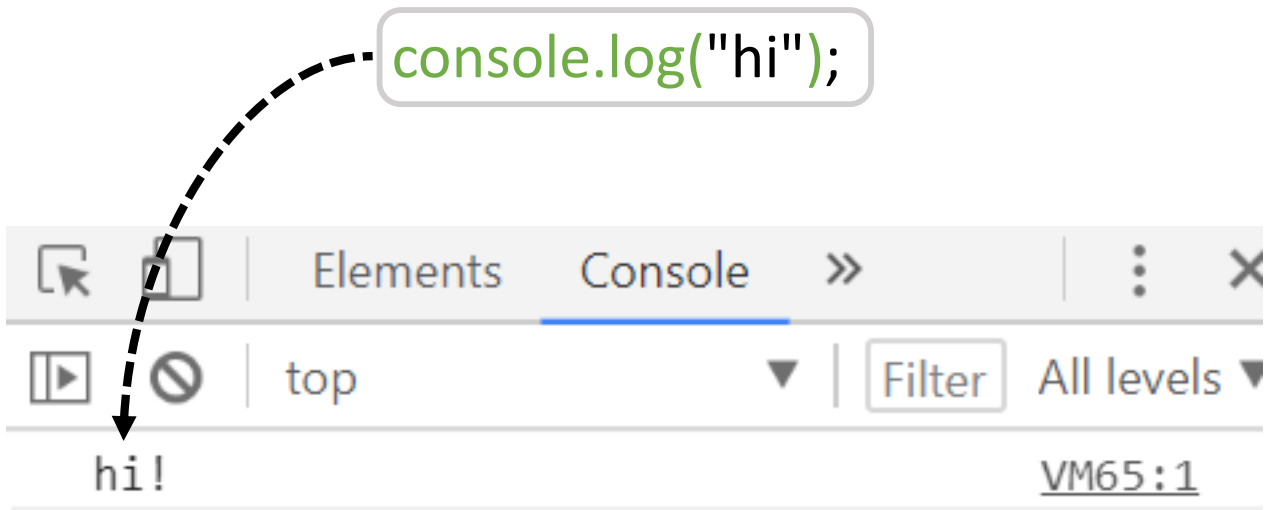 console.log("hi");
Elements Console
top Filter All levels
hi! VM65:1